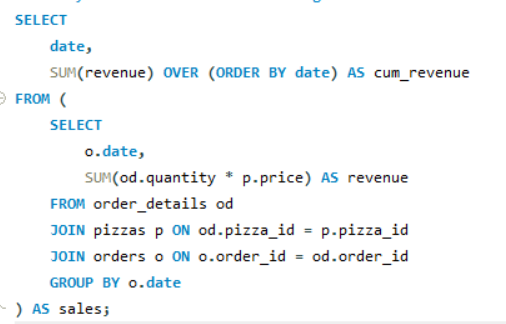 SELECT
date,
SUM(revenue) OVER (ORDER BY date) AS cum_revenue
FROM (
SELECT
o.date,
SUM(od.quantity * p.price) AS revenue
FROM order_details od
JOIN pizzas p ON od.pizza_id = p.pizza_id
JOIN orders o ON o.order_id = od.order_id
GROUP BY o.date
) AS sales;